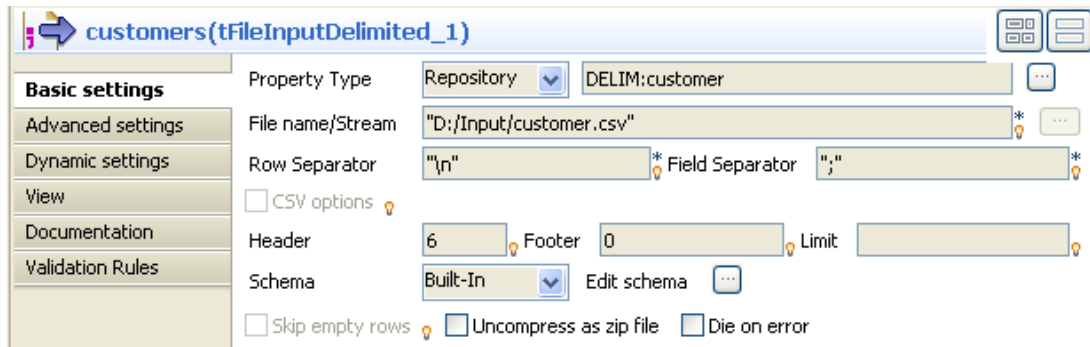 customers(tFileInputDelimited_1)
Basic settings
Advanced settings
Dynamic settings
View
Documentation
Validation Rules
Property Type Repository DELIM:customer ...
File name/Stream "D:/Input/customer.csv" * ...
Row Separator "\n" * Field Separator ";" *
CSV options
Header 6 Footer 0 Limit
Schema Built-In Edit schema ...
Skip empty rows Uncompress as zip file Die on error